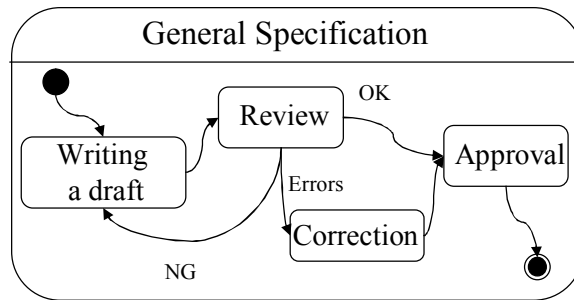 General Specification
OK
Review
Writing
a draft
Approval
Errors
Correction
NG